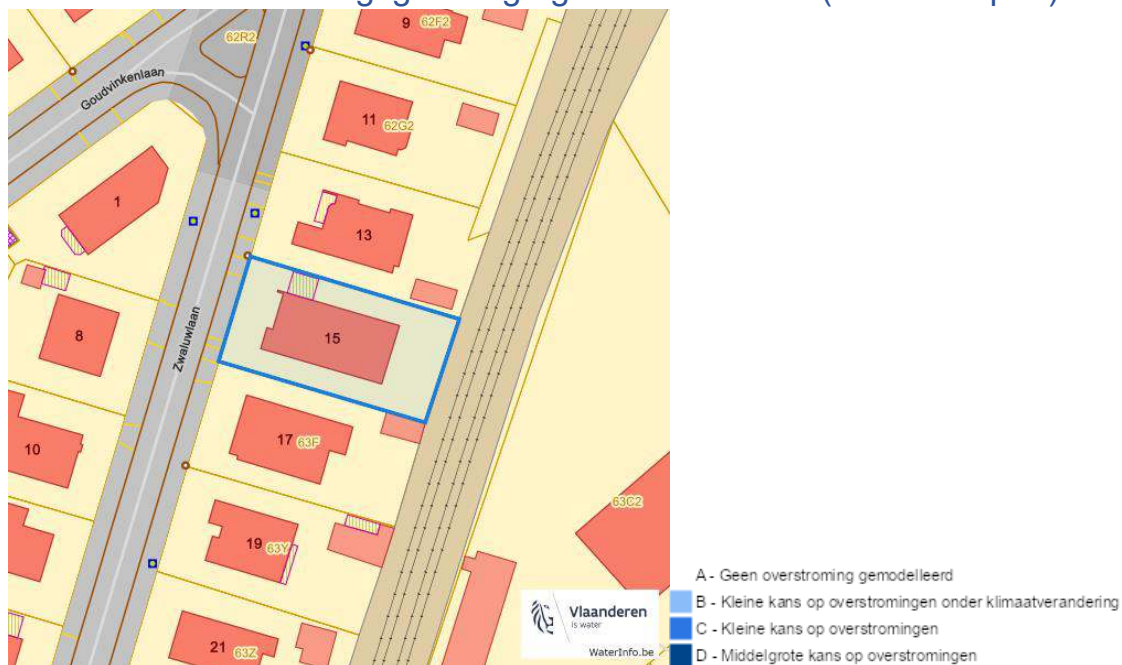 62R2
9 62F2
Goudvinkenlaan
11 62G2
1
13
15
8
Zwaluwlaan
17 63F
10
63C2
19 63Y
21 63Z
Vlaanderen
is water
WaterInfo.be
A - Geen overstroming gemodelleerd
B - Kleine kans op overstromingen onder klimaatverandering
C - Kleine kans op overstromingen
D - Middelgrote kans op overstromingen